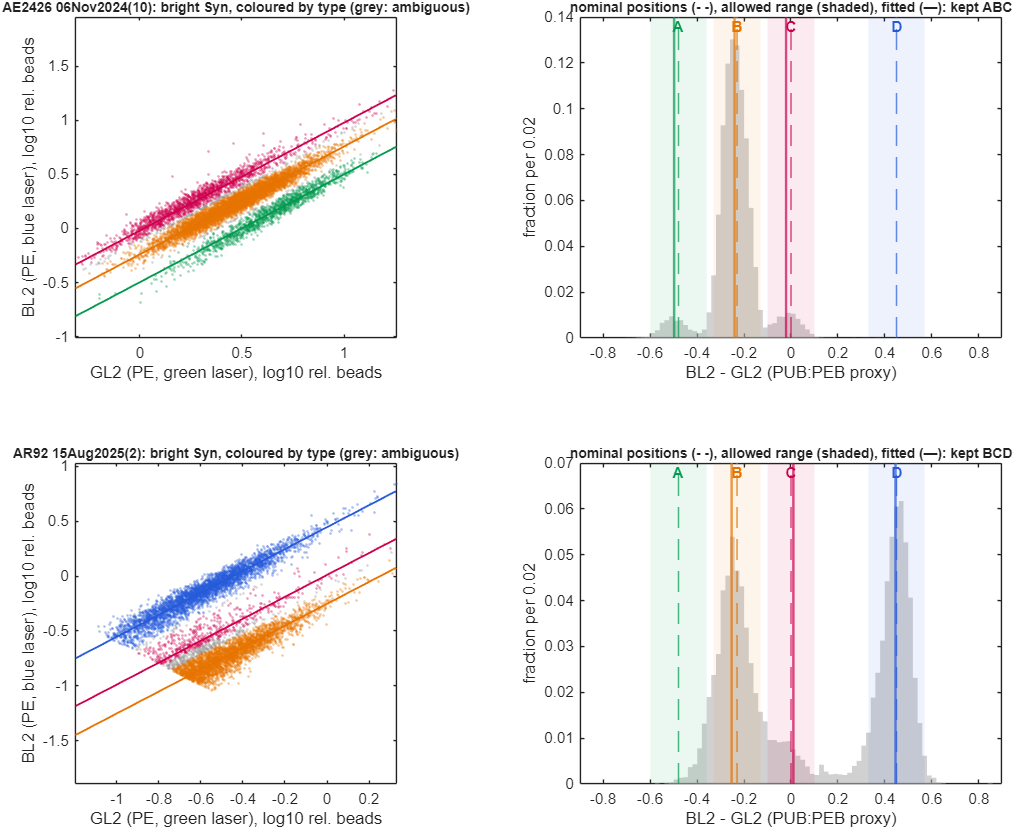 AE2426 06Nov2024(10): bright Syn, coloured by type (grey: ambiguous)
BL2 (PE, blue laser), log10 rel. beads
1.5
1
0.5
0
-0.5
-1
0
0.5
1
GL2 (PE, green laser), log10 rel. beads
nominal positions (- -), allowed range (shaded), fitted (—): kept ABC
A
B
C
D
fraction per 0.02
0.14
0.12
0.1
0.08
0.06
0.04
0.02
0
-0.8
-0.6
-0.4
-0.2
0
0.2
0.4
0.6
0.8
BL2 - GL2 (PUB:PEB proxy)
AR92 15Aug2025(2): bright Syn, coloured by type (grey: ambiguous)
BL2 (PE, blue laser), log10 rel. beads
1
0.5
0
-0.5
-1
-1.5
-1
-0.8
-0.6
-0.4
-0.2
0
0.2
GL2 (PE, green laser), log10 rel. beads
nominal positions (- -), allowed range (shaded), fitted (—): kept BCD
A
B
C
D
fraction per 0.02
0.07
0.06
0.05
0.04
0.03
0.02
0.01
0
-0.8
-0.6
-0.4
-0.2
0
0.2
0.4
0.6
0.8
BL2 - GL2 (PUB:PEB proxy)